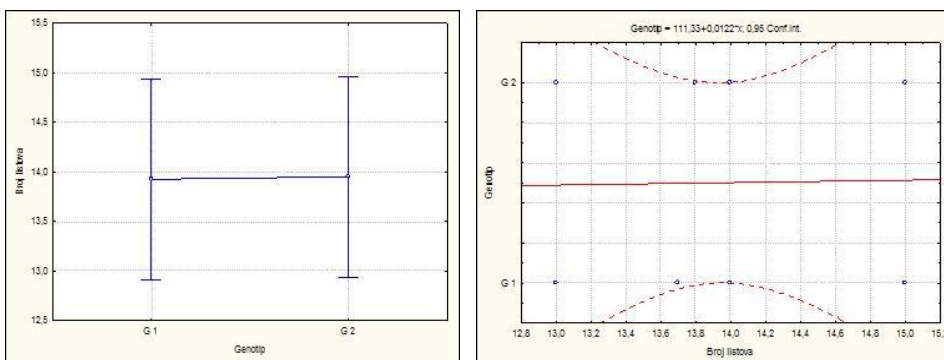 15,5
15,0
14,5
14,0
13,5
13,0
12,5
Broj listova
G 1
G 2
Genotip
Genotip = 111,33+0,0122*x; 0,95 Conf.Int.
G 2
G 1
Genotip
12,8 13,0 13,2 13,4 13,6 13,8 14,0 14,2 14,4 14,6 14,8 15,0 15,
Broj listova